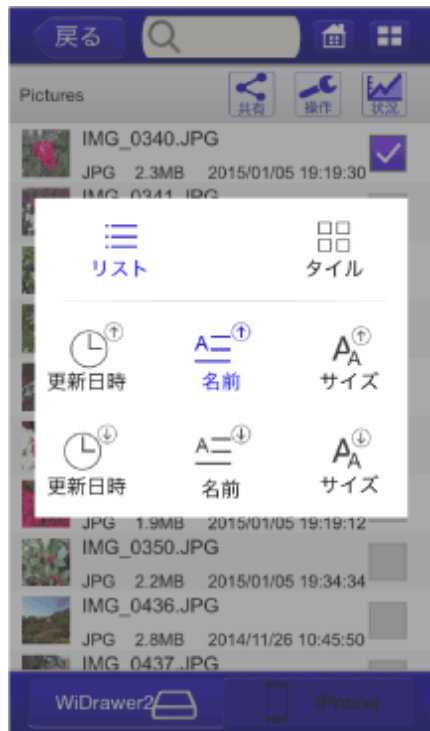 戻る
Pictures
共有 操作 状況
IMG_0340.JPG
JPG 2.3MB 2015/01/05 19:19:30
IMG_0341.JPG
リスト タイル
更新日時 名前 サイズ
更新日時 名前 サイズ
JPG 1.9MB 2015/01/05 19:19:12
IMG_0350.JPG
JPG 2.2MB 2015/01/05 19:34:34
IMG_0436.JPG
JPG 2.8MB 2014/11/26 10:45:50
IMG_0437.JPG
WiDrawer2 iPhone